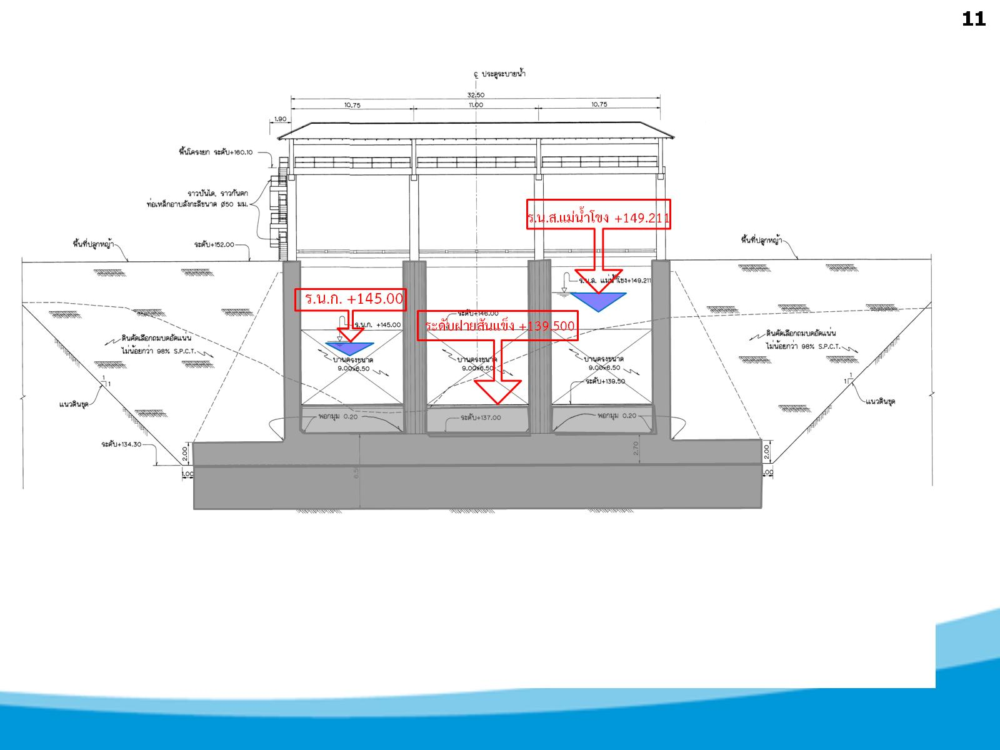 11
℄ ประตูระบายน้ำ
32.50
10.75
11.00
10.75
1.90
พื้นโครงยก ระดับ+160.10
ราวบันได, ราวกันตก
ท่อเหล็กอาบสังกะสีขนาด Ø50 มม.
ร.น.ส.แม่น้ำโขง +149.211
พื้นที่ปลูกหญ้า
ระดับ+152.00
พื้นที่ปลูกหญ้า
ร.น.ส. แม่น้ำโขง+149.211
ร.น.ก. +145.00
ระดับ+146.00
ร.น.ก. +145.00
ระดับฝายสันแข็ง +139.500
ดินคัดเลือกถมบดอัดแน่น
ไม่น้อยกว่า 98% S.P.C.T.
ดินคัดเลือกถมบดอัดแน่น
ไม่น้อยกว่า 98% S.P.C.T.
บานตรงขนาด
9.00x6.50
บานตรงขนาด
9.00x6.50
บานตรงขนาด
9.00x6.50
ระดับ+139.50
1
1
1
1
แนวดินขุด
แนวดินขุด
พอกมุม 0.20
ระดับ+137.00
พอกมุม 0.20
ระดับ+134.30
2.00
2.70
2.00
1.00
6.50
.00